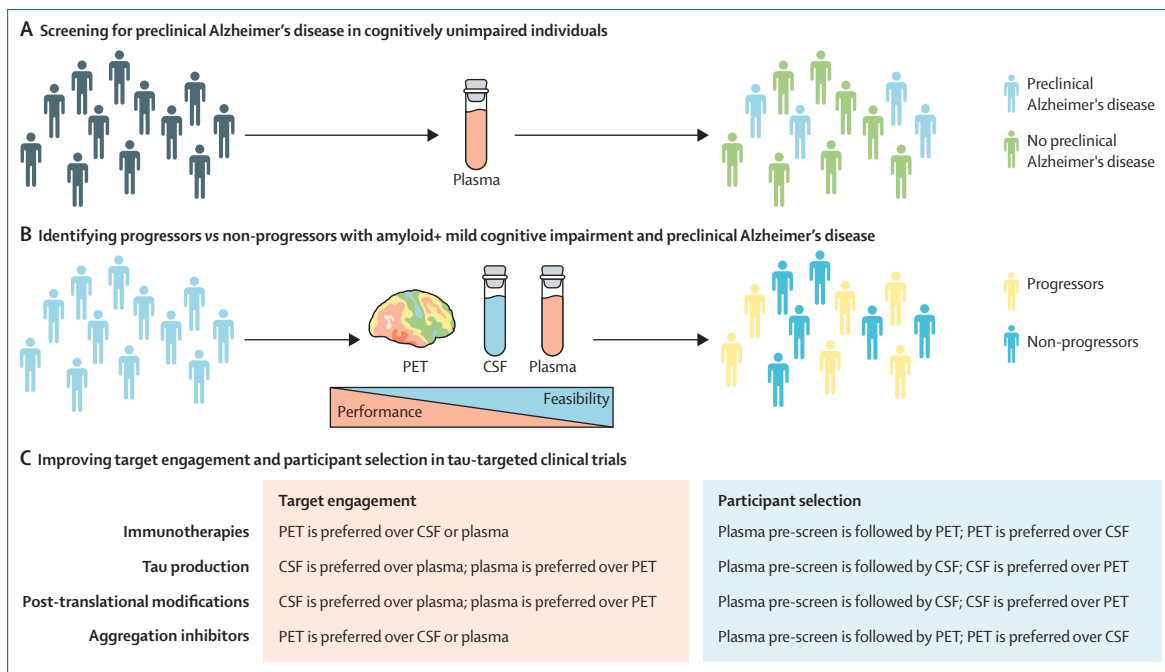 A Screening for preclinical Alzheimer's disease in cognitively unimpaired individuals
Plasma
Preclinical
Alzheimer's disease
No preclinical
Alzheimer's disease
B Identifying progressors vs non-progressors with amyloid+ mild cognitive impairment and preclinical Alzheimer's disease
PET
CSF
Plasma
Performance
Feasibility
Progressors
Non-progressors
C Improving target engagement and participant selection in tau-targeted clinical trials
Target engagement
Participant selection
Immunotherapies
PET is preferred over CSF or plasma
Plasma pre-screen is followed by PET; PET is preferred over CSF
Tau production
CSF is preferred over plasma; plasma is preferred over PET
Plasma pre-screen is followed by CSF; CSF is preferred over PET
Post-translational modifications
CSF is preferred over plasma; plasma is preferred over PET
Plasma pre-screen is followed by CSF; CSF is preferred over PET
Aggregation inhibitors
PET is preferred over CSF or plasma
Plasma pre-screen is followed by PET; PET is preferred over CSF